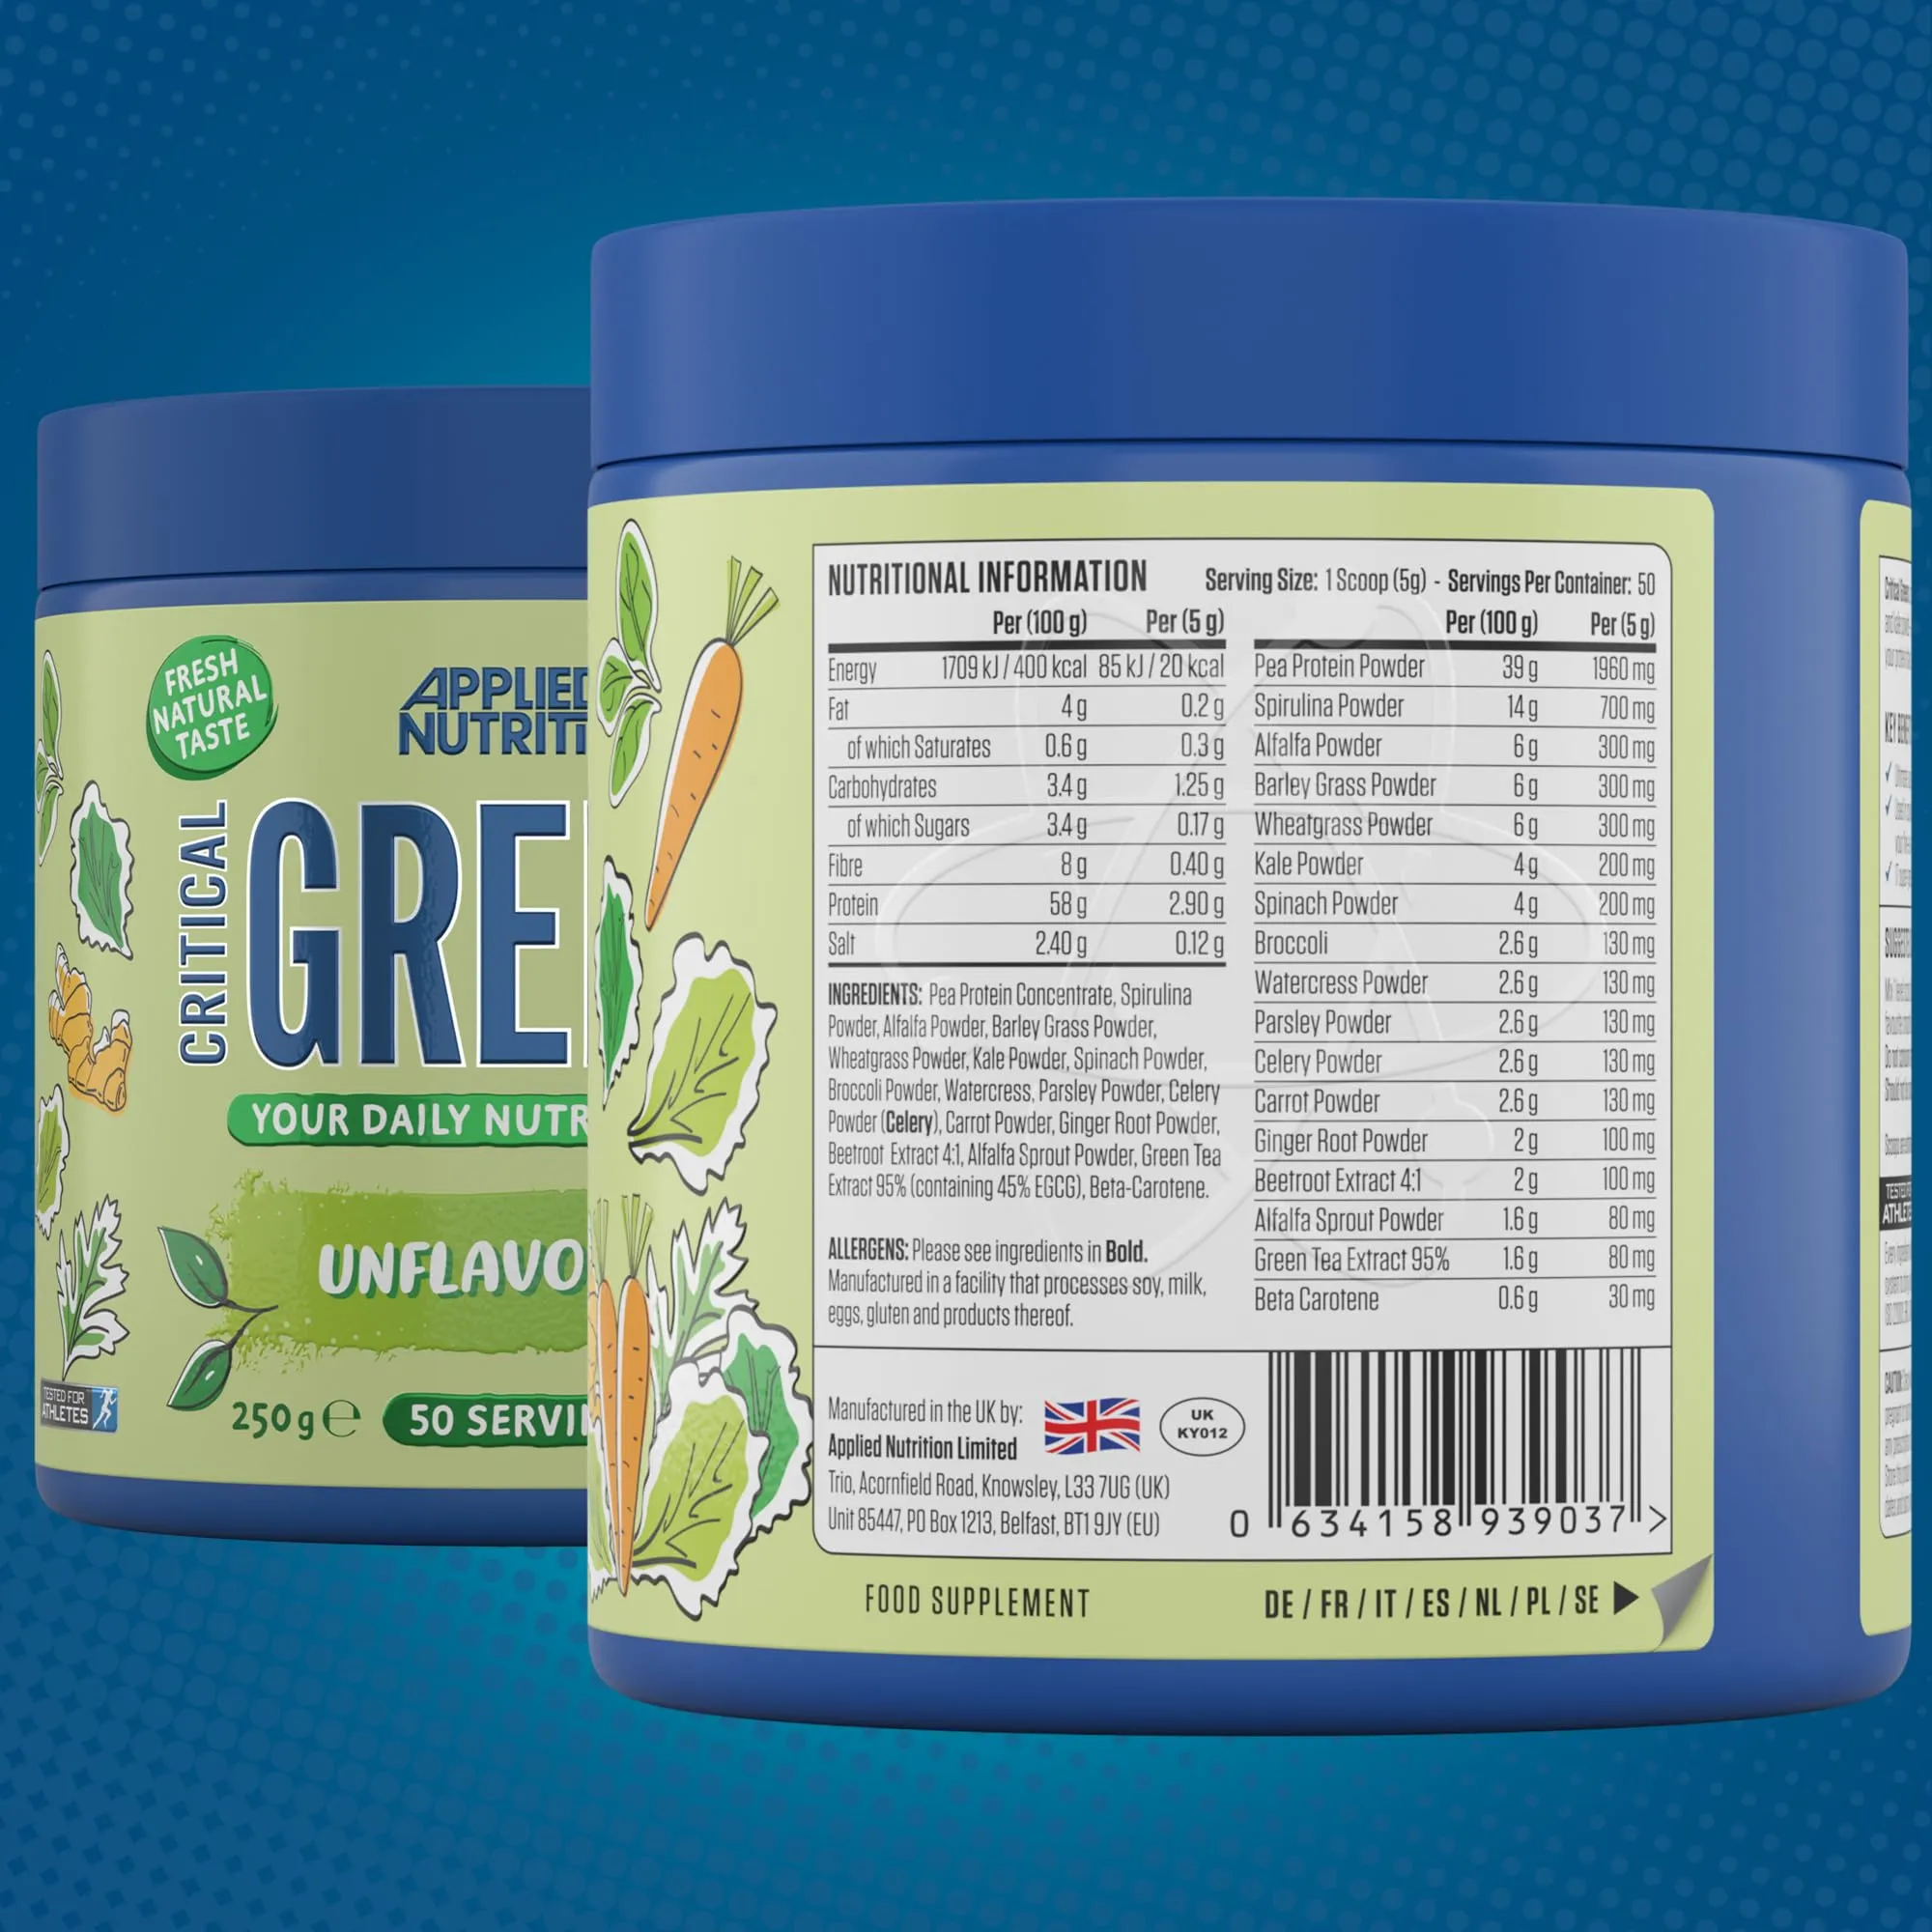 FRESH
NATURAL
TASTE
APPLIED
NUTRITI
CRITICAL
GRE
YOUR DAILY NUTR
UNFLAVO
TESTED FOR
ATHLETES
250g℮
50 SERVIN
NUTRITIONAL INFORMATION Serving Size: 1 Scoop (5g) - Servings Per Container: 50
Per (100 g) Per (5 g)
Energy 1709 kJ / 400 kcal 85 kJ / 20 kcal
Fat 4 g 0.2 g
of which Saturates 0.6 g 0.3 g
Carbohydrates 3.4 g 1.25 g
of which Sugars 3.4 g 0.17 g
Fibre 8 g 0.40 g
Protein 58 g 2.90 g
Salt 2.40 g 0.12 g
INGREDIENTS: Pea Protein Concentrate, Spirulina
Powder, Alfalfa Powder, Barley Grass Powder,
Wheatgrass Powder, Kale Powder, Spinach Powder,
Broccoli Powder, Watercress, Parsley Powder, Celery
Powder (Celery), Carrot Powder, Ginger Root Powder,
Beetroot Extract 4:1, Alfalfa Sprout Powder, Green Tea
Extract 95% (containing 45% EGCG), Beta-Carotene.
ALLERGENS: Please see ingredients in Bold.
Manufactured in a facility that processes soy, milk,
eggs, gluten and products thereof.
Per (100 g) Per (5 g)
Pea Protein Powder 39 g 1960 mg
Spirulina Powder 14 g 700 mg
Alfalfa Powder 6 g 300 mg
Barley Grass Powder 6 g 300 mg
Wheatgrass Powder 6 g 300 mg
Kale Powder 4 g 200 mg
Spinach Powder 4 g 200 mg
Broccoli 2.6 g 130 mg
Watercress Powder 2.6 g 130 mg
Parsley Powder 2.6 g 130 mg
Celery Powder 2.6 g 130 mg
Carrot Powder 2.6 g 130 mg
Ginger Root Powder 2 g 100 mg
Beetroot Extract 4:1 2 g 100 mg
Alfalfa Sprout Powder 1.6 g 80 mg
Green Tea Extract 95% 1.6 g 80 mg
Beta Carotene 0.6 g 30 mg
Manufactured in the UK by:
Applied Nutrition Limited
Trio, Acornfield Road, Knowsley, L33 7UG (UK)
Unit 85447, PO Box 1213, Belfast, BT1 9JY (EU)
UK
KY012
0 634158 939037 >
FOOD SUPPLEMENT
DE / FR / IT / ES / NL / PL / SE